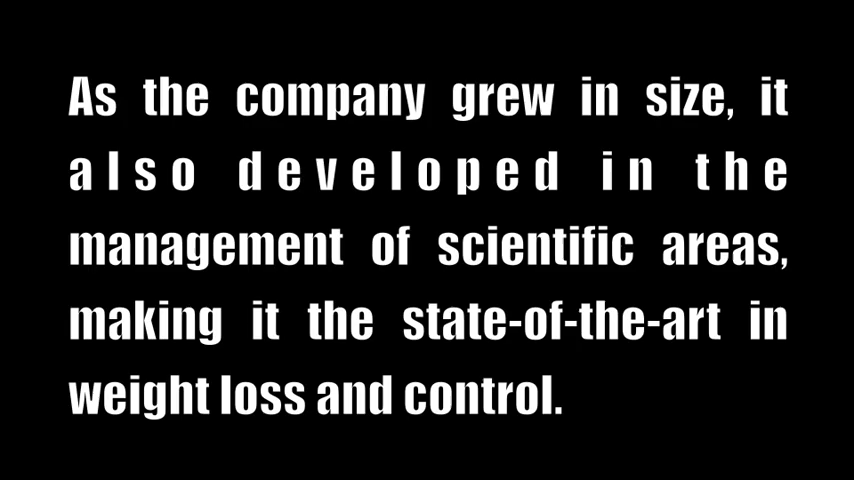 As the company grew in size, it
also developed in the
management of scientific areas,
making it the state-of-the-art in
weight loss and control.